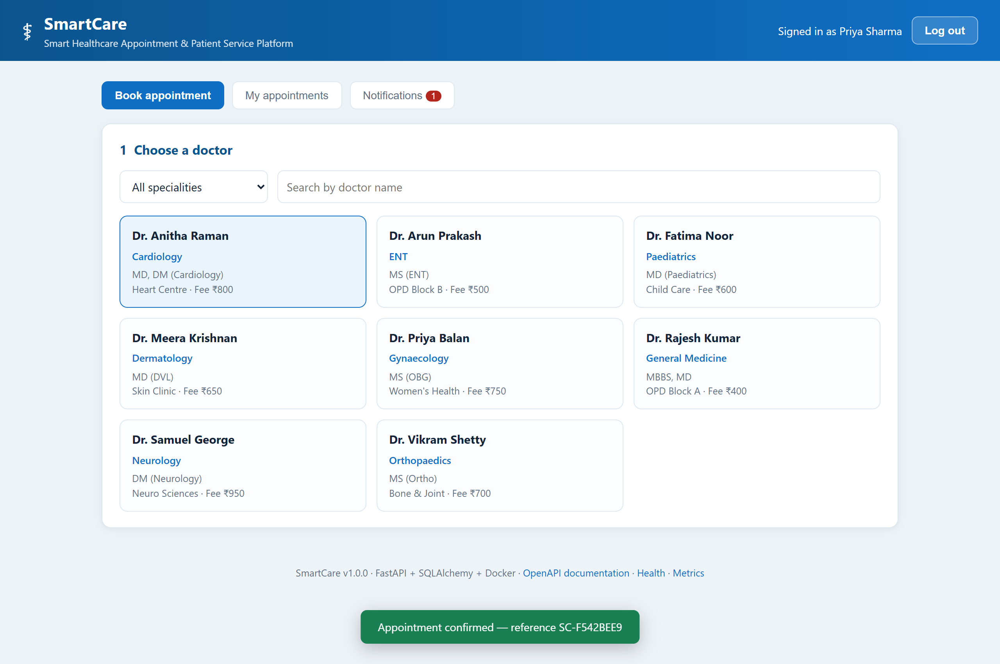 SmartCare
Smart Healthcare Appointment & Patient Service Platform
Signed in as Priya Sharma
Log out
Book appointment
My appointments
Notifications 1
1 Choose a doctor
All specialities
Search by doctor name
Dr. Anitha Raman
Cardiology
MD, DM (Cardiology)
Heart Centre · Fee ₹800
Dr. Arun Prakash
ENT
MS (ENT)
OPD Block B · Fee ₹500
Dr. Fatima Noor
Paediatrics
MD (Paediatrics)
Child Care · Fee ₹600
Dr. Meera Krishnan
Dermatology
MD (DVL)
Skin Clinic · Fee ₹650
Dr. Priya Balan
Gynaecology
MS (OBG)
Women's Health · Fee ₹750
Dr. Rajesh Kumar
General Medicine
MBBS, MD
OPD Block A · Fee ₹400
Dr. Samuel George
Neurology
DM (Neurology)
Neuro Sciences · Fee ₹950
Dr. Vikram Shetty
Orthopaedics
MS (Ortho)
Bone & Joint · Fee ₹700
SmartCare v1.0.0 · FastAPI + SQLAlchemy + Docker · OpenAPI documentation · Health · Metrics
Appointment confirmed — reference SC-F542BEE9